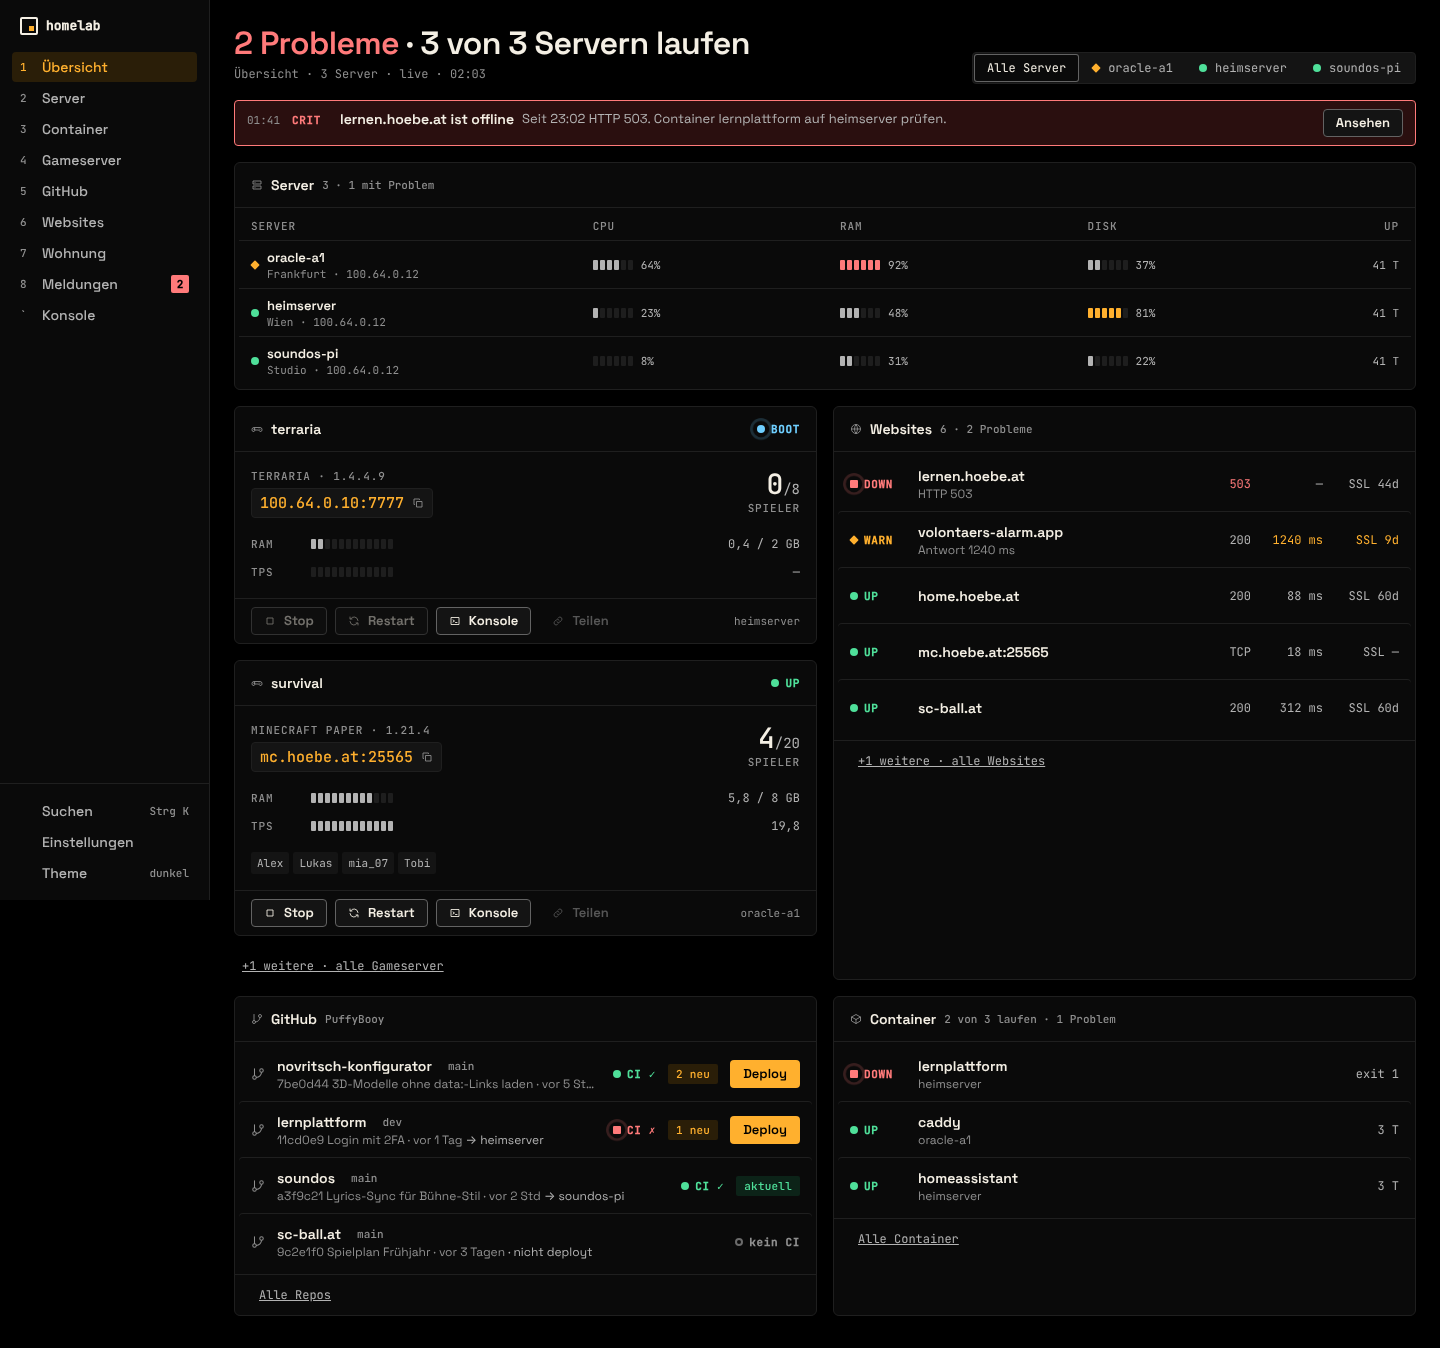 homelab
1 Übersicht
2 Server
3 Container
4 Gameserver
5 GitHub
6 Websites
7 Wohnung
8 Meldungen 2
` Konsole
Suchen Strg K
Einstellungen
Theme dunkel
2 Probleme · 3 von 3 Servern laufen
Übersicht · 3 Server · live · 02:03
Alle Server oracle-a1 heimserver soundos-pi
01:41 CRIT lernen.hoebe.at ist offline Seit 23:02 HTTP 503. Container lernplattform auf heimserver prüfen. Ansehen
Server 3 · 1 mit Problem
SERVER CPU RAM DISK UP
oracle-a1
Frankfurt · 100.64.0.12
64% 92% 37% 41 T
heimserver
Wien · 100.64.0.12
23% 48% 81% 41 T
soundos-pi
Studio · 100.64.0.12
8% 31% 22% 41 T
terraria BOOT
TERRARIA · 1.4.4.9
100.64.0.10:7777
0/8
SPIELER
RAM 0,4 / 2 GB
TPS —
Stop Restart Konsole Teilen heimserver
survival UP
MINECRAFT PAPER · 1.21.4
mc.hoebe.at:25565
4/20
SPIELER
RAM 5,8 / 8 GB
TPS 19,8
Alex Lukas mia_07 Tobi
Stop Restart Konsole Teilen oracle-a1
+1 weitere · alle Gameserver
Websites 6 · 2 Probleme
DOWN lernen.hoebe.at 503 — SSL 44d
HTTP 503
WARN volontaers-alarm.app 200 1240 ms SSL 9d
Antwort 1240 ms
UP home.hoebe.at 200 88 ms SSL 60d
UP mc.hoebe.at:25565 TCP 18 ms SSL —
UP sc-ball.at 200 312 ms SSL 60d
+1 weitere · alle Websites
GitHub PuffyBooy
novritsch-konfigurator main
7be0d44 3D-Modelle ohne data:-Links laden · vor 5 St…
CI ✓ 2 neu Deploy
lernplattform dev
11cd0e9 Login mit 2FA · vor 1 Tag → heimserver
CI ✗ 1 neu Deploy
soundos main
a3f9c21 Lyrics-Sync für Bühne-Stil · vor 2 Std → soundos-pi
CI ✓ aktuell
sc-ball.at main
9c2e1f0 Spielplan Frühjahr · vor 3 Tagen · nicht deployt
kein CI
Alle Repos
Container 2 von 3 laufen · 1 Problem
DOWN lernplattform exit 1
heimserver
UP caddy 3 T
oracle-a1
UP homeassistant 3 T
heimserver
Alle Container